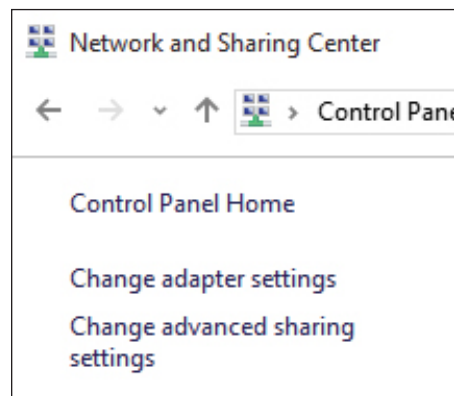 Network and Sharing Center
› Control Pane
Control Panel Home
Change adapter settings
Change advanced sharing
settings